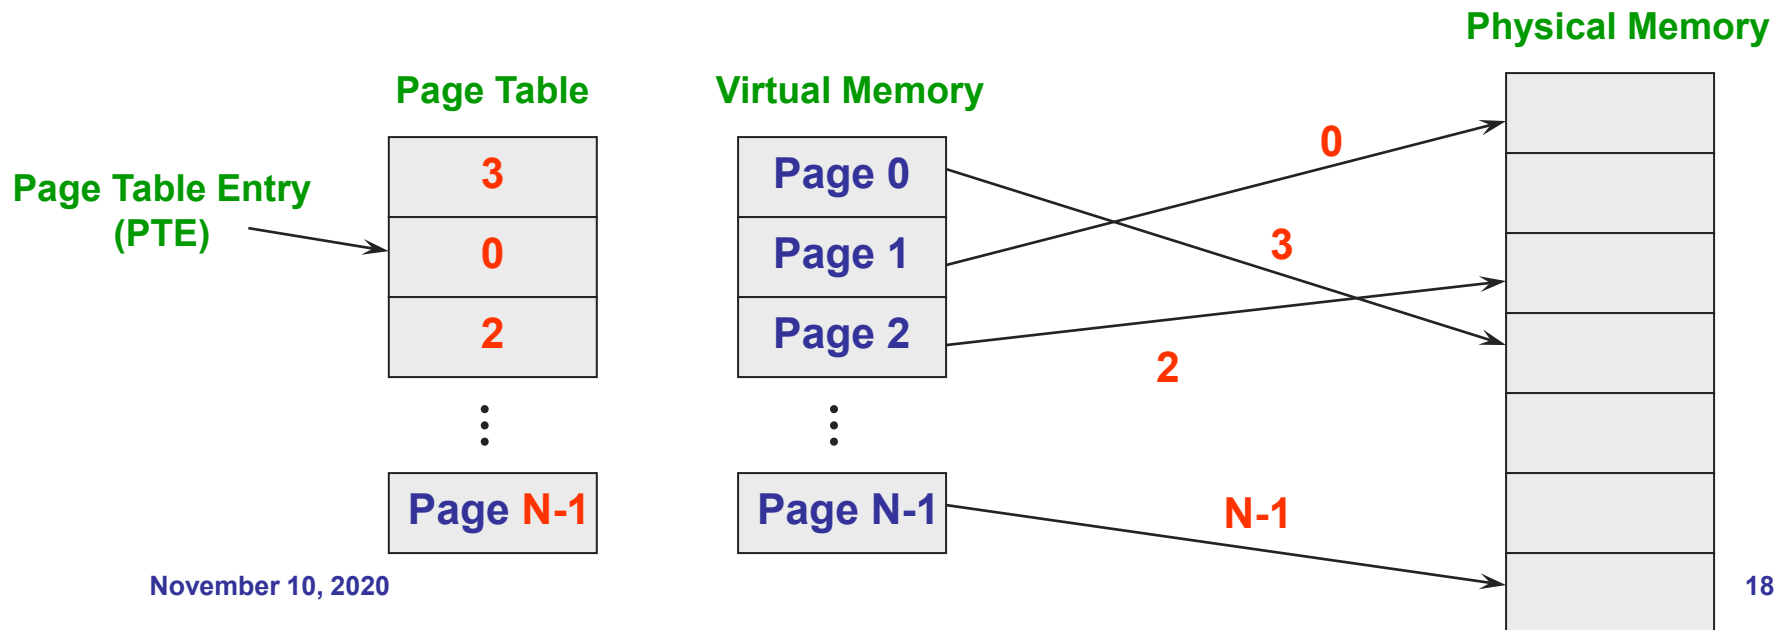 Physical Memory
Page Table
Virtual Memory
Page Table Entry
(PTE)
3
0
2
Page N-1
Page 0
Page 1
Page 2
Page N-1
0
3
2
N-1
November 10, 2020
18